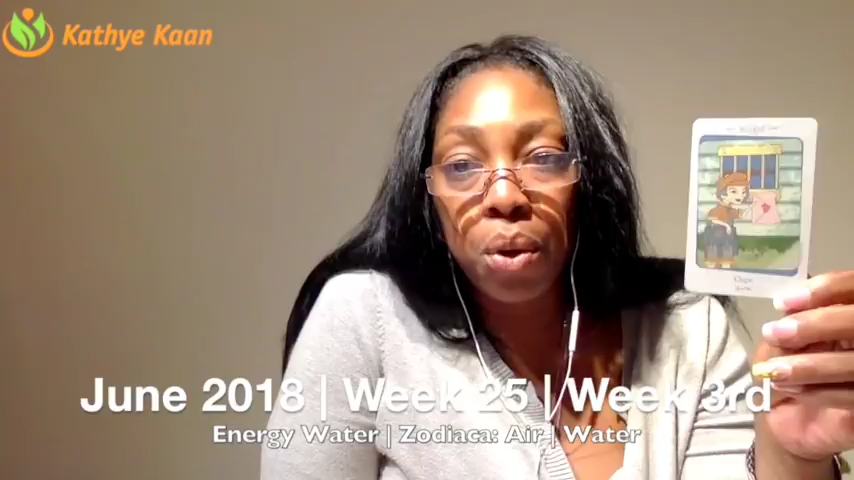 Kathye Kaan
June 2018 | Week 25 | Week 3rd
Energy Water | Zodiaca: Air | Water